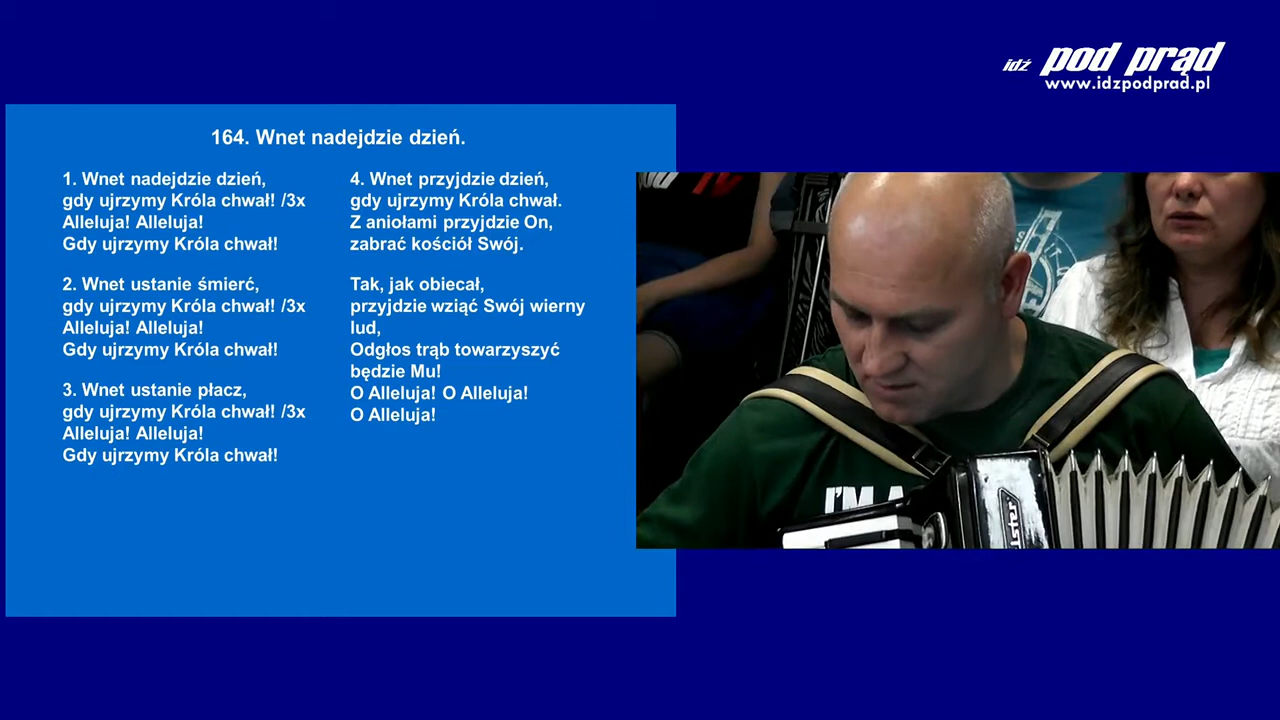 idź pod prąd
www.idzpodprad.pl
164. Wnet nadejdzie dzień.
1. Wnet nadejdzie dzień,
gdy ujrzymy Króla chwał! /3x
Alleluja! Alleluja!
Gdy ujrzymy Króla chwał!
2. Wnet ustanie śmierć,
gdy ujrzymy Króla chwał! /3x
Alleluja! Alleluja!
Gdy ujrzymy Króla chwał!
3. Wnet ustanie płacz,
gdy ujrzymy Króla chwał! /3x
Alleluja! Alleluja!
Gdy ujrzymy Króla chwał!
4. Wnet przyjdzie dzień,
gdy ujrzymy Króla chwał.
Z aniołami przyjdzie On,
zabrać kościół Swój.
Tak, jak obiecał,
przyjdzie wziąć Swój wierny
lud,
Odgłos trąb towarzyszyć
będzie Mu!
O Alleluja! O Alleluja!
O Alleluja!
I'M A